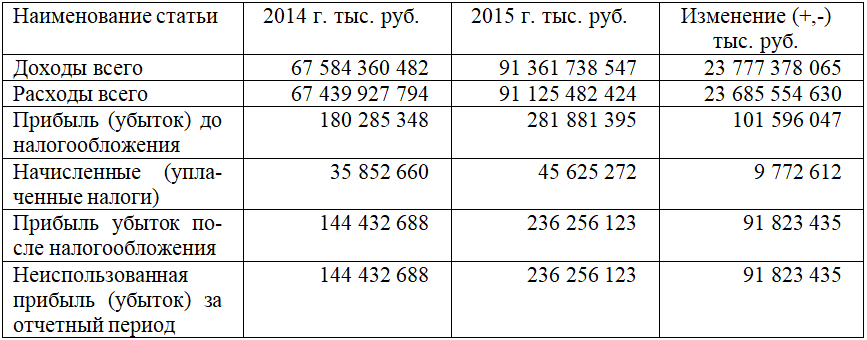 Наименование статьи 2014 г. тыс. руб. 2015 г. тыс. руб. Изменение (+,-)
тыс. руб.
Доходы всего 67 584 360 482 91 361 738 547 23 777 378 065
Расходы всего 67 439 927 794 91 125 482 424 23 685 554 630
Прибыль (убыток) до 180 285 348 281 881 395 101 596 047
налогообложения
Начисленные (упла- 35 852 660 45 625 272 9 772 612
ченные налоги)
Прибыль убыток по- 144 432 688 236 256 123 91 823 435
сле налогообложения
Неиспользованная 144 432 688 236 256 123 91 823 435
прибыль (убыток) за
отчетный период